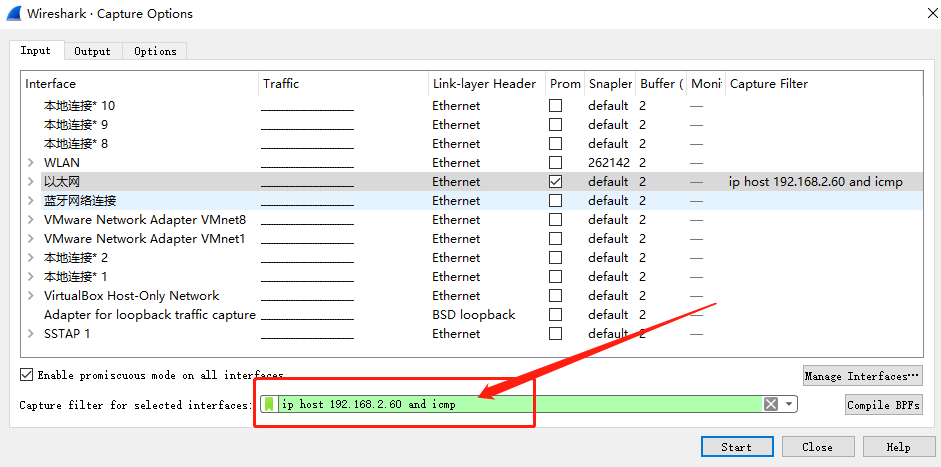 Wireshark · Capture Options
Input Output Options
Interface Traffic Link-layer Header Prom Snapler Buffer ( Moni Capture Filter
本地连接* 10 Ethernet default 2 —
本地连接* 9 Ethernet default 2 —
本地连接* 8 Ethernet default 2 —
WLAN Ethernet 262142 2 —
以太网 Ethernet default 2 — ip host 192.168.2.60 and icmp
蓝牙网络连接 Ethernet default 2 —
VMware Network Adapter VMnet8 Ethernet default 2 —
VMware Network Adapter VMnet1 Ethernet default 2 —
本地连接* 2 Ethernet default 2 —
本地连接* 1 Ethernet default 2 —
VirtualBox Host-Only Network Ethernet default 2 —
Adapter for loopback traffic capture BSD loopback default 2 —
SSTAP 1 Ethernet default 2 —
Enable promiscuous mode on all interfaces Manage Interfaces…
Capture filter for selected interfaces: ip host 192.168.2.60 and icmp Compile BPFs
Start Close Help